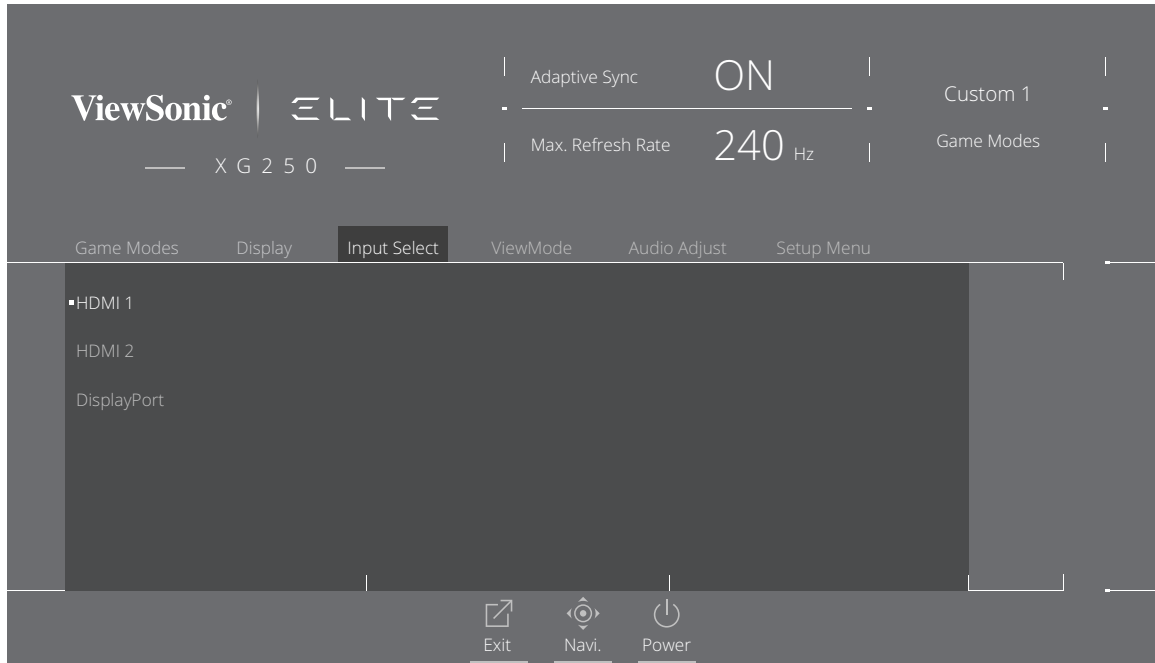 ViewSonic® ELITE
XG250
Adaptive Sync ON
Max. Refresh Rate 240 Hz
Custom 1
Game Modes
Game Modes Display Input Select ViewMode Audio Adjust Setup Menu
HDMI 1
HDMI 2
DisplayPort
Exit Navi. Power